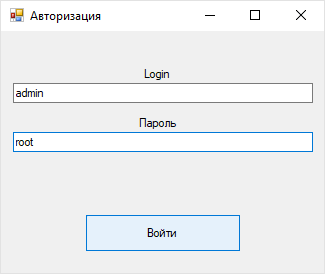 Авторизация
Login
admin
Пароль
root
Войти